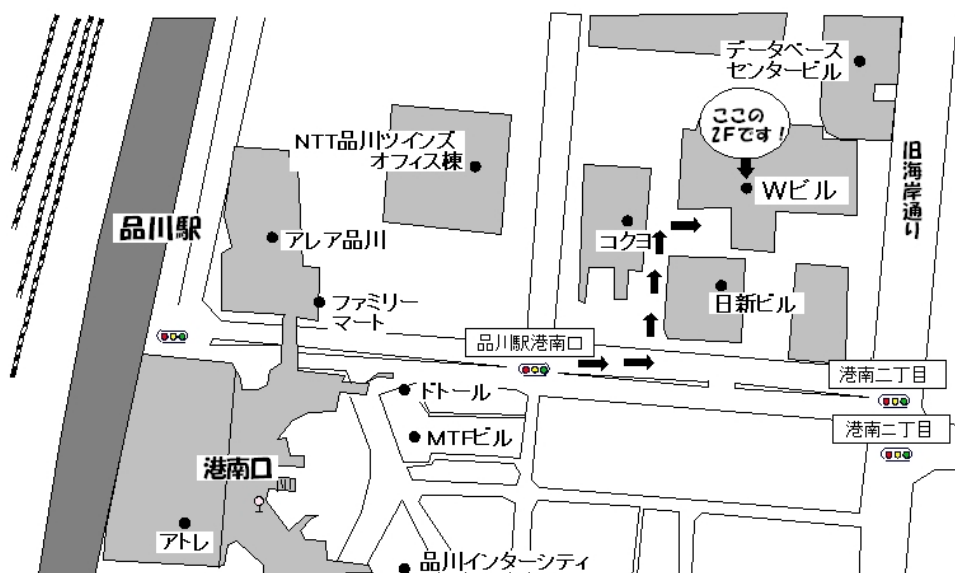 データベース
センタービル
ここの
2Fです！
NTT品川ツインズ
オフィス棟
Wビル
旧海岸通り
品川駅
アレア品川
コクヨ
日新ビル
ファミリー
マート
品川駅港南口
港南二丁目
ドトール
港南二丁目
MTFビル
港南口
アトレ
品川インターシティ